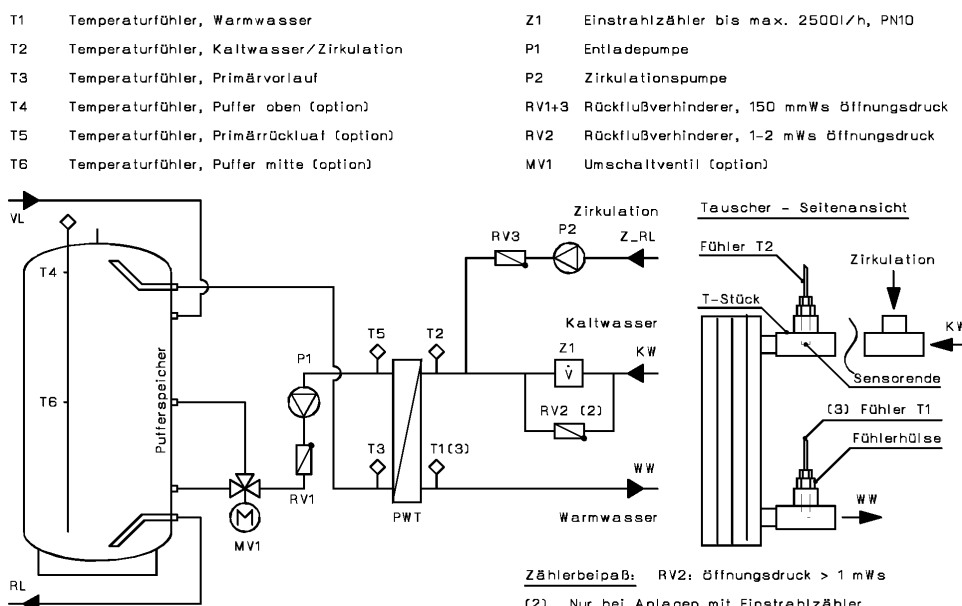 T1 Temperaturfühler, Warmwasser
T2 Temperaturfühler, Kaltwasser/Zirkulation
T3 Temperaturfühler, Primärvorlauf
T4 Temperaturfühler, Puffer oben (option)
T5 Temperaturfühler, Primärrückluaf (option)
T6 Temperaturfühler, Puffer mitte (option)
Z1 Einstrahlzähler bis max. 2500l/h, PN10
P1 Entladepumpe
P2 Zirkulationspumpe
RV1+3 Rückflußverhinderer, 150 mmWs Öffnungsdruck
RV2 Rückflußverhinderer, 1-2 mWs Öffnungsdruck
MV1 Umschaltventil (option)
VL
T4
T6
Pufferspeicher
RL
M
MV1
P1
RV1
T5
T2
T3
T1(3)
PWT
Zirkulation
RV3
P2
Z_RL
Kaltwasser
Z1
V̇
KW
RV2 (2)
WW
Warmwasser
Tauscher - Seitenansicht
Fühler T2
Zirkulation
T-Stück
KW
Sensorende
(3) Fühler T1
Fühlerhülse
WW
Zählerbeipaß: RV2: Öffnungsdruck > 1 mWs
(2) Nur bei Anlagen mit Einstrahlzähler